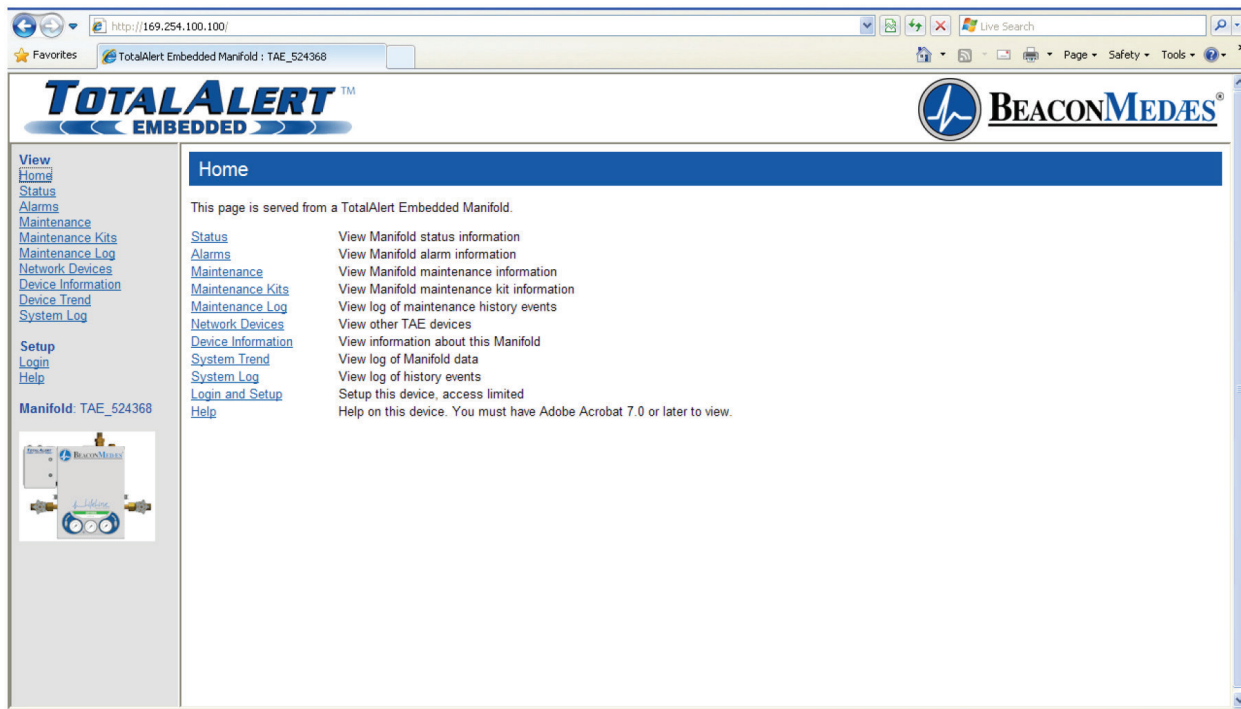 http://169.254.100.100/
Live Search
Favorites
TotalAlert Embedded Manifold : TAE_524368
Page
Safety
Tools
TOTALALERT™
EMBEDDED
BEACONMEDÆS®
View
Home
Status
Alarms
Maintenance
Maintenance Kits
Maintenance Log
Network Devices
Device Information
Device Trend
System Log
Setup
Login
Help
Manifold: TAE_524368
BEACONMEDÆS
Lifeline
Home
This page is served from a TotalAlert Embedded Manifold.
Status View Manifold status information
Alarms View Manifold alarm information
Maintenance View Manifold maintenance information
Maintenance Kits View Manifold maintenance kit information
Maintenance Log View log of maintenance history events
Network Devices View other TAE devices
Device Information View information about this Manifold
System Trend View log of Manifold data
System Log View log of history events
Login and Setup Setup this device, access limited
Help Help on this device. You must have Adobe Acrobat 7.0 or later to view.